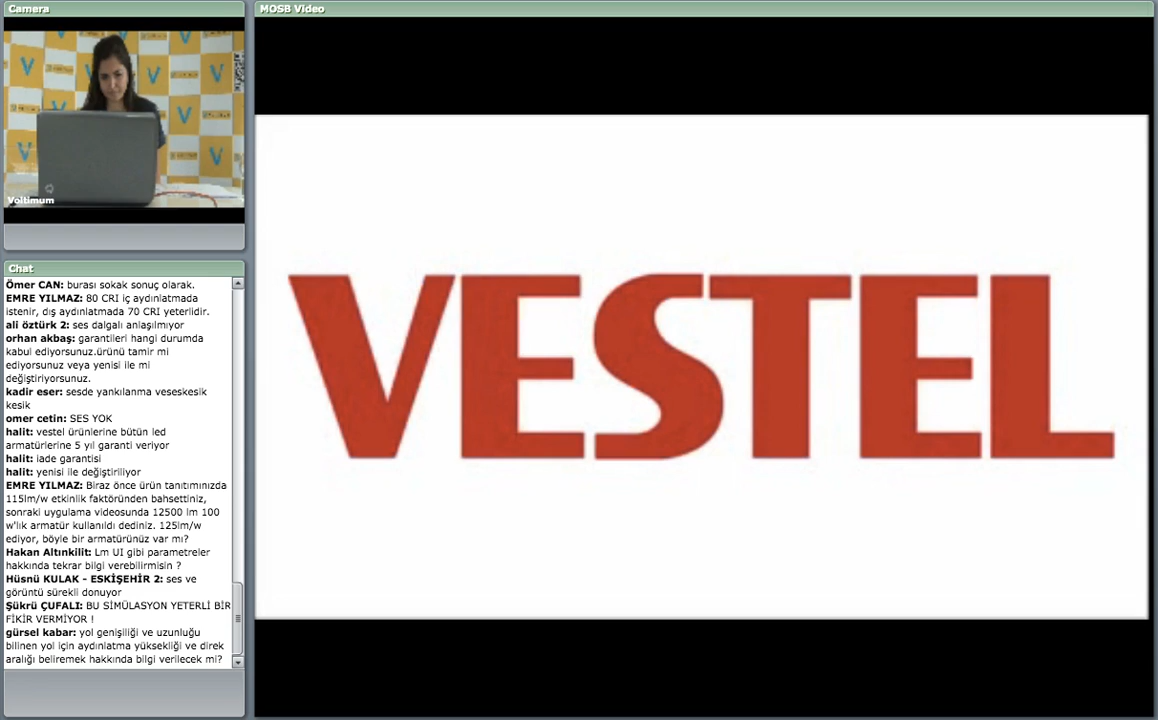 Camera
Voltimum
MOSB Video
VESTEL
Chat
Ömer CAN: burası sokak sonuç olarak.
EMRE YILMAZ: 80 CRI iç aydınlatmada
istenir, dış aydınlatmada 70 CRI yeterlidir.
ali öztürk 2: ses dalgalı anlaşılmıyor
orhan akbaş: garantileri hangi durumda
kabul ediyorsunuz.ürünü tamir mi
ediyorsunuz veya yenisi ile mi
değiştiriyorsunuz.
kadir eser: sesde yankılanma veseskesik
kesik
omer cetin: SES YOK
halit: vestel ürünlerine bütün led
armatürlerine 5 yıl garanti veriyor
halit: iade garantisi
halit: yenisi ile değiştiriliyor
EMRE YILMAZ: Biraz önce ürün tanıtımınızda
115lm/w etkinlik faktöründen bahsettiniz,
sonraki uygulama videosunda 12500 lm 100
w'lık armatür kullanıldı dediniz. 125lm/w
ediyor, böyle bir armatürünüz var mı?
Hakan Altınkilit: Lm UI gibi parametreler
hakkında tekrar bilgi verebilirmisin ?
Hüsnü KULAK - ESKİŞEHİR 2: ses ve
görüntü sürekli donuyor
Şükrü ÇUFALI: BU SİMÜLASYON YETERLİ BİR
FİKİR VERMİYOR !
gürsel kabar: yol genişiliği ve uzunluğu
bilinen yol için aydınlatma yüksekliği ve direk
aralığı beliremek hakkında bilgi verilecek mi?